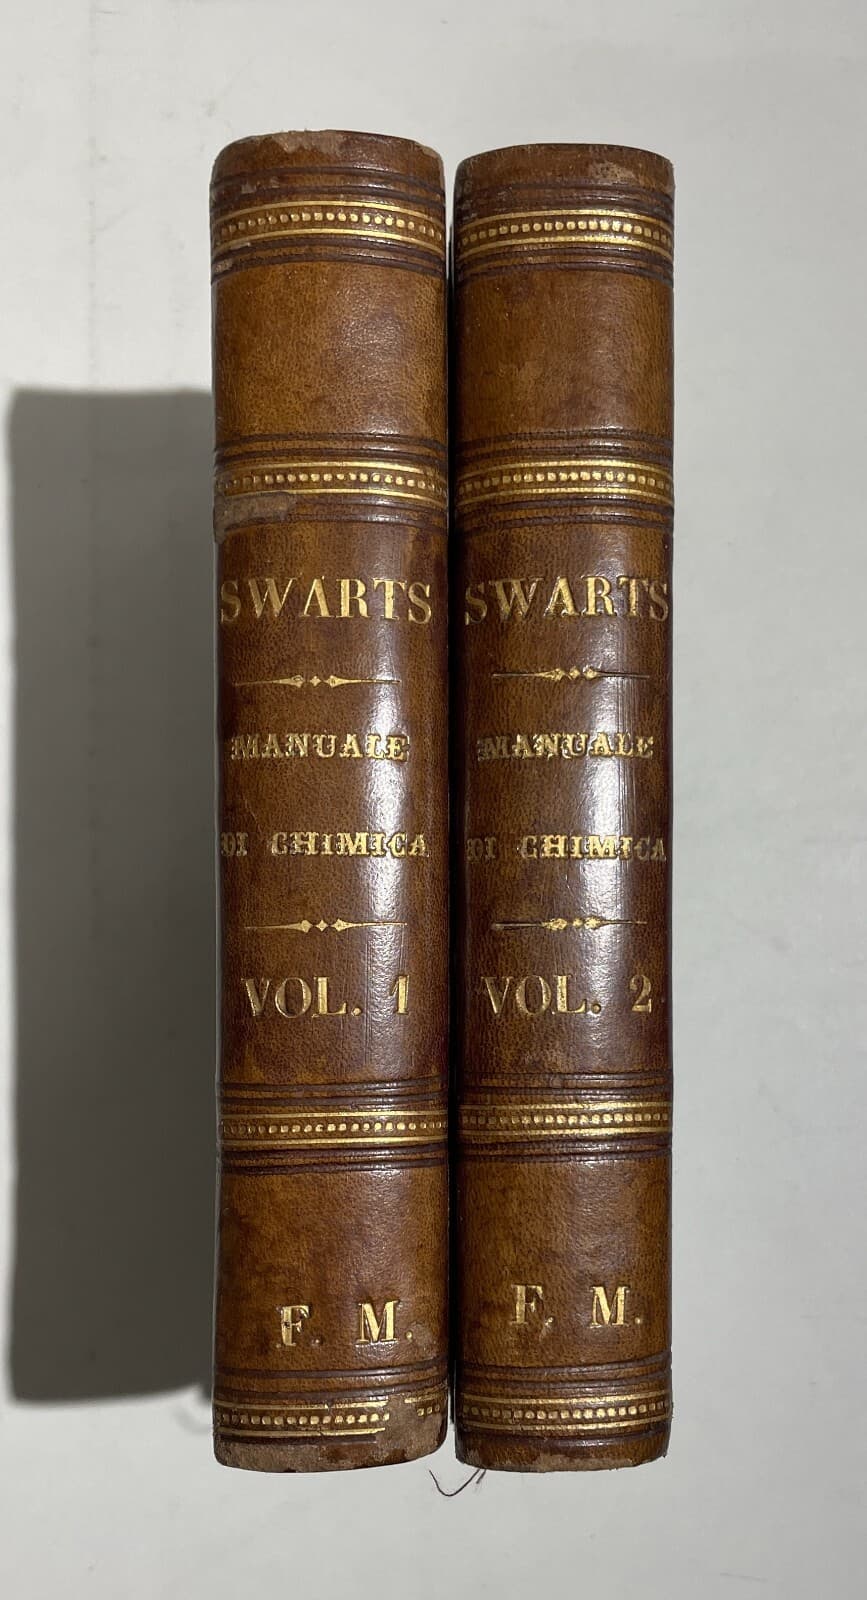 SWARTS
MANUALE
DI CHIMICA
VOL. 1
F. M.
SWARTS
MANUALE
DI CHIMICA
VOL. 2
F. M.